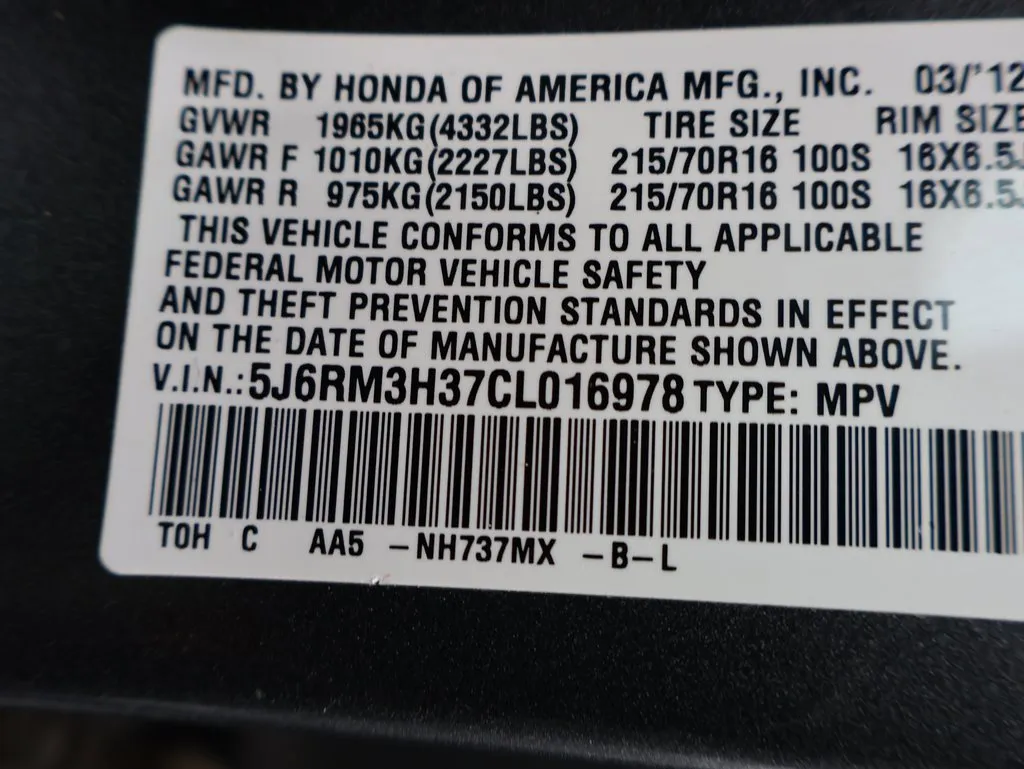 MFD. BY HONDA OF AMERICA MFG., INC. 03/'12
GVWR 1965KG(4332LBS) TIRE SIZE RIM SIZE
GAWR F 1010KG(2227LBS) 215/70R16 100S 16X6.5J
GAWR R 975KG(2150LBS) 215/70R16 100S 16X6.5J
THIS VEHICLE CONFORMS TO ALL APPLICABLE
FEDERAL MOTOR VEHICLE SAFETY
AND THEFT PREVENTION STANDARDS IN EFFECT
ON THE DATE OF MANUFACTURE SHOWN ABOVE.
V.I.N.:5J6RM3H37CL016978 TYPE: MPV
TOH C AA5 -NH737MX -B-L